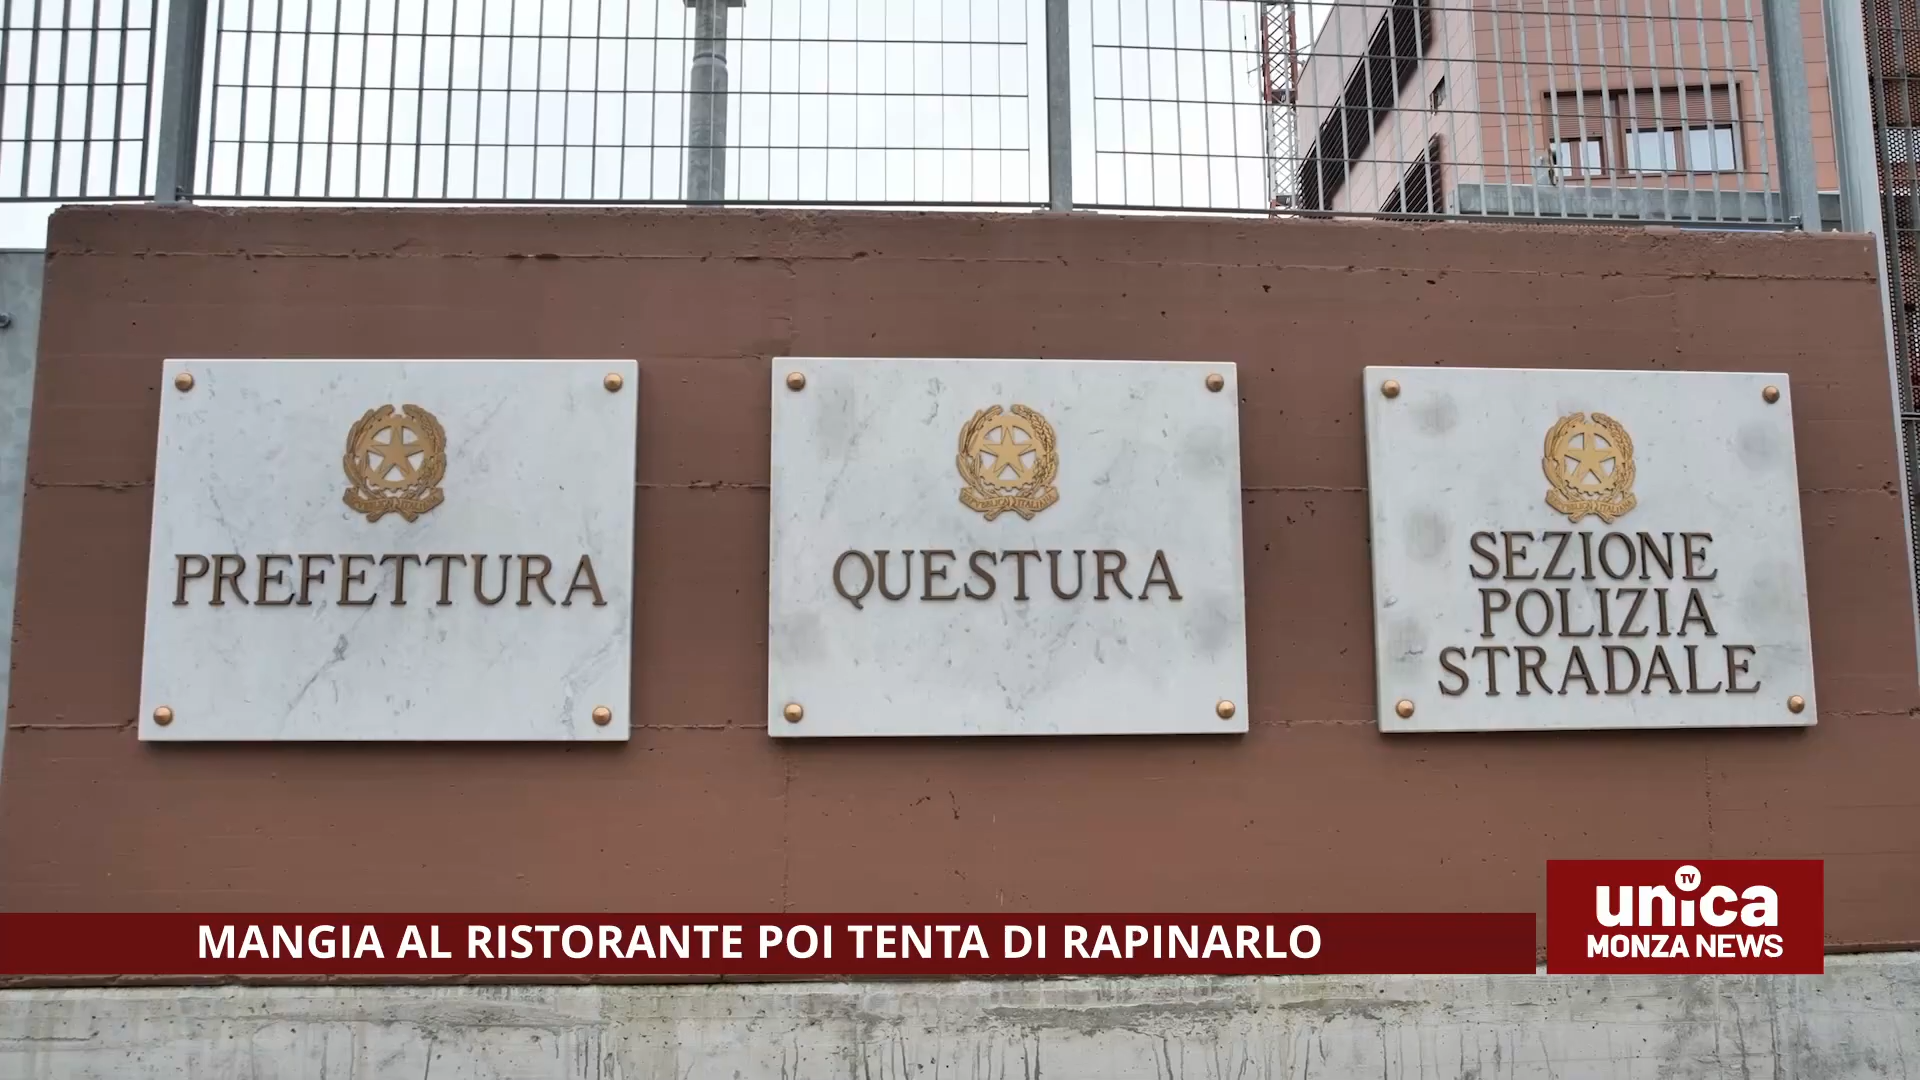 PREFETTURA
QUESTURA
SEZIONE
POLIZIA
STRADALE
MANGIA AL RISTORANTE POI TENTA DI RAPINARLO
TV
unica
MONZA NEWS